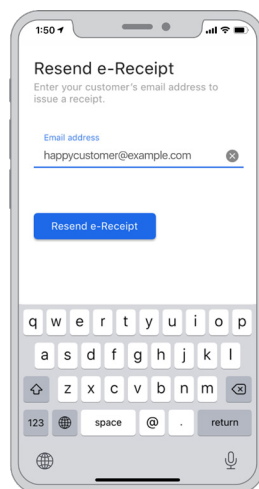 1:50
Resend e-Receipt
Enter your customer's email address to
issue a receipt.
Email address
happycustomer@example.com
Resend e-Receipt
q w e r t y u i o p
a s d f g h j k l
z x c v b n m
123 space @ . return